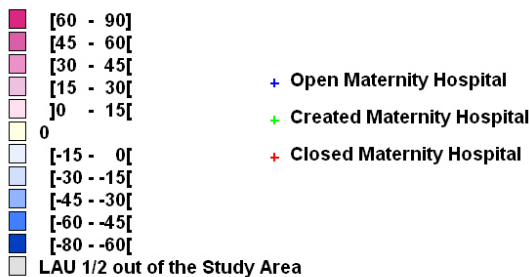 [60 - 90]
[45 - 60[
[30 - 45[
[15 - 30[
]0 - 15[
0
[-15 - 0[
[-30 - -15[
[-45 - -30[
[-60 - -45[
[-80 - -60[
LAU 1/2 out of the Study Area
+ Open Maternity Hospital
+ Created Maternity Hospital
+ Closed Maternity Hospital